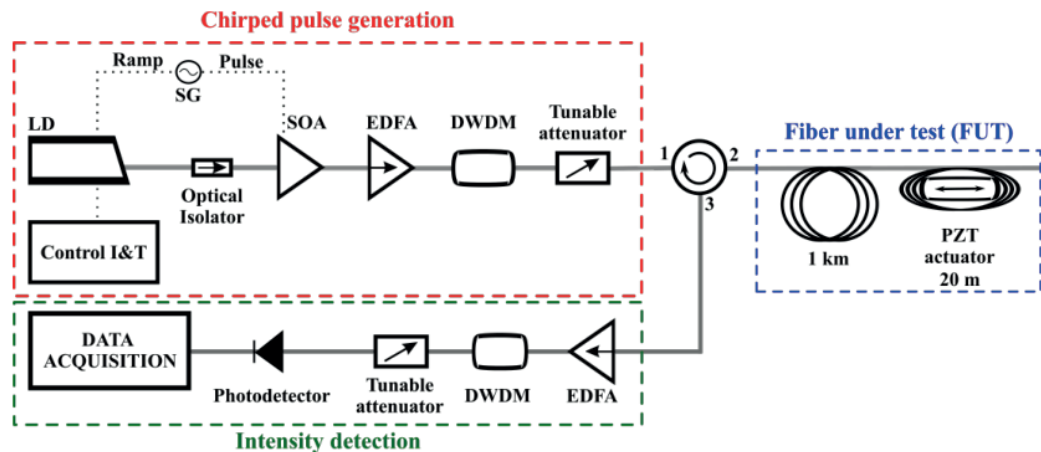 Chirped pulse generation
Ramp
Pulse
SG
LD
SOA
EDFA
DWDM
Tunable
attenuator
Optical
Isolator
Control I&T
1
2
3
Fiber under test (FUT)
1 km
PZT
actuator
20 m
DATA
ACQUISITION
Photodetector
Tunable
attenuator
DWDM
EDFA
Intensity detection